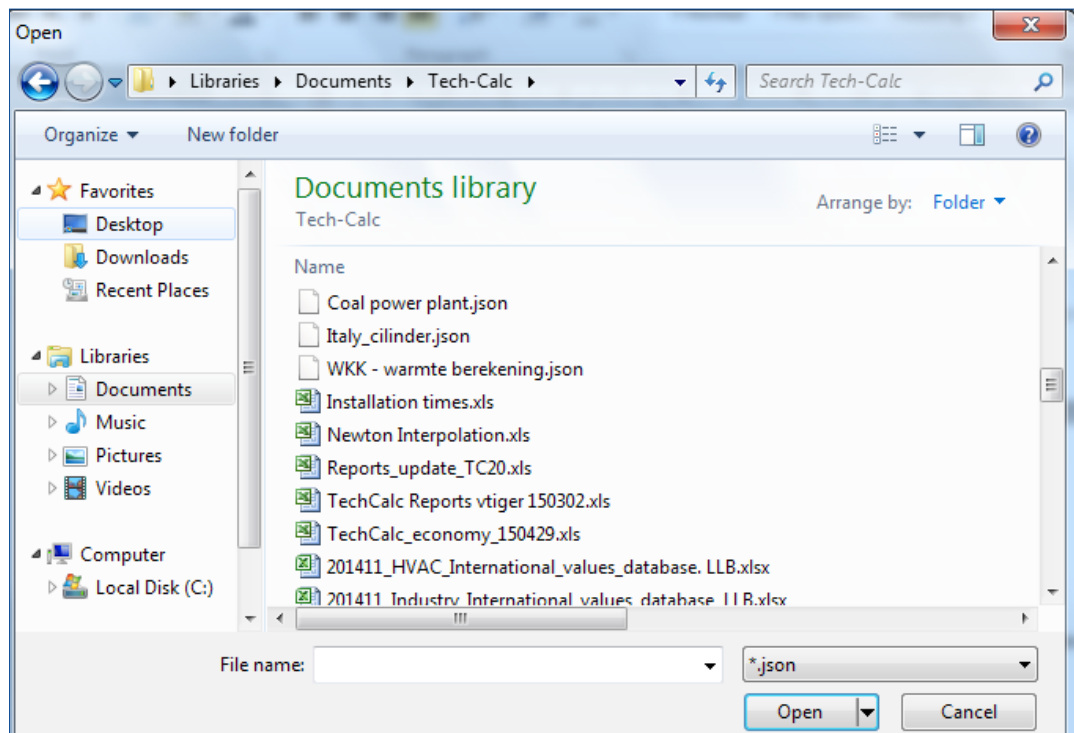 Open
Libraries Documents Tech-Calc
Search Tech-Calc
Organize New folder
Favorites
Desktop
Downloads
Recent Places
Libraries
Documents
Music
Pictures
Videos
Computer
Local Disk (C:)
Documents library
Tech-Calc
Arrange by: Folder
Name
Coal power plant.json
Italy_cilinder.json
WKK - warmte berekening.json
Installation times.xls
Newton Interpolation.xls
Reports_update_TC20.xls
TechCalc Reports vtiger 150302.xls
TechCalc_economy_150429.xls
201411_HVAC_International_values_database. LLB.xlsx
201411_Industry_International_values_database_LLB.xlsx
File name:
*.json
Open Cancel